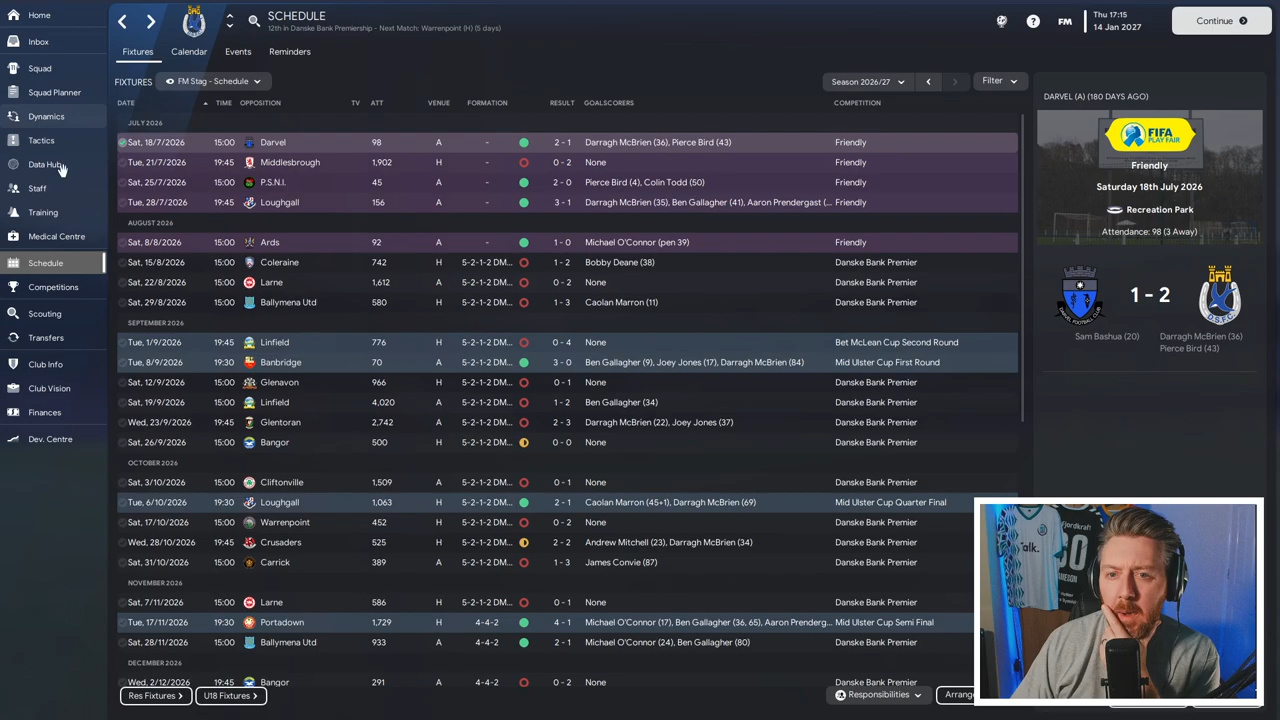 Home
Inbox
Squad
Squad Planner
Dynamics
Tactics
Data Hub
Staff
Training
Medical Centre
Schedule
Competitions
Scouting
Transfers
Club Info
Club Vision
Finances
Dev. Centre
SCHEDULE
12th in Danske Bank Premiership - Next Match: Warrenpoint (H) (5 days)
FM
Thu 17:15
14 Jan 2027
Continue
Fixtures Calendar Events Reminders
FIXTURES FM Stag - Schedule Season 2026/27 Filter
DATE TIME OPPOSITION TV ATT VENUE FORMATION RESULT GOALSCORERS COMPETITION
JULY 2026
Sat, 18/7/2026 15:00 Darvel 98 A 2 - 1 Darragh McBrien (36), Pierce Bird (43) Friendly
Tue, 21/7/2026 19:45 Middlesbrough 1,902 H - 0 - 2 None Friendly
Sat, 25/7/2026 15:00 P.S.N.I. 45 A - 2 - 0 Pierce Bird (4), Colin Todd (50) Friendly
Tue, 28/7/2026 19:45 Loughgall 156 A - 3 - 1 Darragh McBrien (35), Ben Gallagher (41), Aaron Prendergast (... Friendly
AUGUST 2026
Sat, 8/8/2026 15:00 Ards 92 A - 1 - 0 Michael O'Connor (pen 39) Friendly
Sat, 15/8/2026 15:00 Coleraine 742 H 5-2-1-2 DM... 1 - 2 Bobby Deane (38) Danske Bank Premier
Sat, 22/8/2026 15:00 Larne 1,612 A 5-2-1-2 DM... 0 - 2 None Danske Bank Premier
Sat, 29/8/2026 15:00 Ballymena Utd 580 H 5-2-1-2 DM... 1 - 3 Caolan Marron (11) Danske Bank Premier
SEPTEMBER 2026
Tue, 1/9/2026 19:45 Linfield 776 H 5-2-1-2 DM... 0 - 4 None Bet McLean Cup Second Round
Tue, 8/9/2026 19:30 Banbridge 70 A 5-2-1-2 DM... 3 - 0 Ben Gallagher (9), Joey Jones (17), Darragh McBrien (84) Mid Ulster Cup First Round
Sat, 12/9/2026 15:00 Glenavon 966 H 5-2-1-2 DM... 0 - 1 None Danske Bank Premier
Sat, 19/9/2026 15:00 Linfield 4,020 A 5-2-1-2 DM... 1 - 2 Ben Gallagher (34) Danske Bank Premier
Wed, 23/9/2026 19:45 Glentoran 2,742 A 5-2-1-2 DM... 2 - 3 Darragh McBrien (22), Joey Jones (37) Danske Bank Premier
Sat, 26/9/2026 15:00 Bangor 500 H 5-2-1-2 DM... 0 - 0 None Danske Bank Premier
OCTOBER 2026
Sat, 3/10/2026 15:00 Cliftonville 1,509 A 5-2-1-2 DM... 0 - 1 None Danske Bank Premier
Tue, 6/10/2026 19:30 Loughgall 1,063 H 5-2-1-2 DM... 2 - 1 Caolan Marron (45+1), Darragh McBrien (69) Mid Ulster Cup Quarter Final
Sat, 17/10/2026 15:00 Warrenpoint 452 H 5-2-1-2 DM... 0 - 2 None Danske Bank Premier
Wed, 28/10/2026 19:45 Crusaders 542 H 5-2-1-2 DM... 2 - 2 Andrew Mitchell (23), Darragh McBrien (34) Danske Bank Premier
Sat, 31/10/2026 15:00 Carrick 389 A 5-2-1-2 DM... 1 - 3 James Convie (87) Danske Bank Premier
NOVEMBER 2026
Sat, 7/11/2026 15:00 Larne 586 H 5-2-1-2 DM... 0 - 1 None Danske Bank Premier
Tue, 17/11/2026 19:30 Portadown 1,729 H 4-4-2 4 - 1 Michael O'Connor (17), Ben Gallagher (36, 65), Aaron Prenderg... Mid Ulster Cup Semi Final
Sat, 28/11/2026 15:00 Ballymena Utd 933 A 4-4-2 2 - 1 Michael O'Connor (24), Ben Gallagher (80) Danske Bank Premier
DECEMBER 2026
Wed, 2/12/2026 19:45 Bangor 291 A 4-4-2 0 - 2 None Danske Bank Premier
Res Fixtures U18 Fixtures Responsibilities Arrange
DARVEL (A) (180 DAYS AGO)
FIFA
PLAY FAIR
Friendly
Saturday 18th July 2026
Recreation Park
Attendance: 98 (3 Away)
1 - 2
D.S.F.C.
Sam Bashua (20)
Darragh McBrien (36)
Pierce Bird (43)
Talk.
fjordkraft